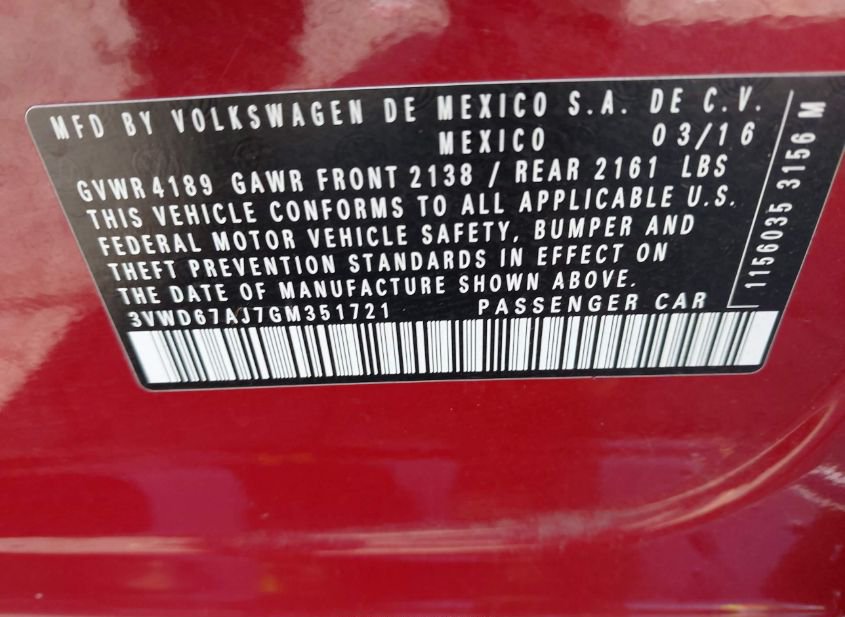 MFD BY VOLKSWAGEN DE MEXICO S.A. DE C.V.
MEXICO 03/16
GVWR 4189 GAWR FRONT 2138 / REAR 2161 LBS
THIS VEHICLE CONFORMS TO ALL APPLICABLE U.S.
FEDERAL MOTOR VEHICLE SAFETY, BUMPER AND
THEFT PREVENTION STANDARDS IN EFFECT ON
THE DATE OF MANUFACTURE SHOWN ABOVE.
3VWD67AJ7GM351721 PASSENGER CAR
1156035 3156 M